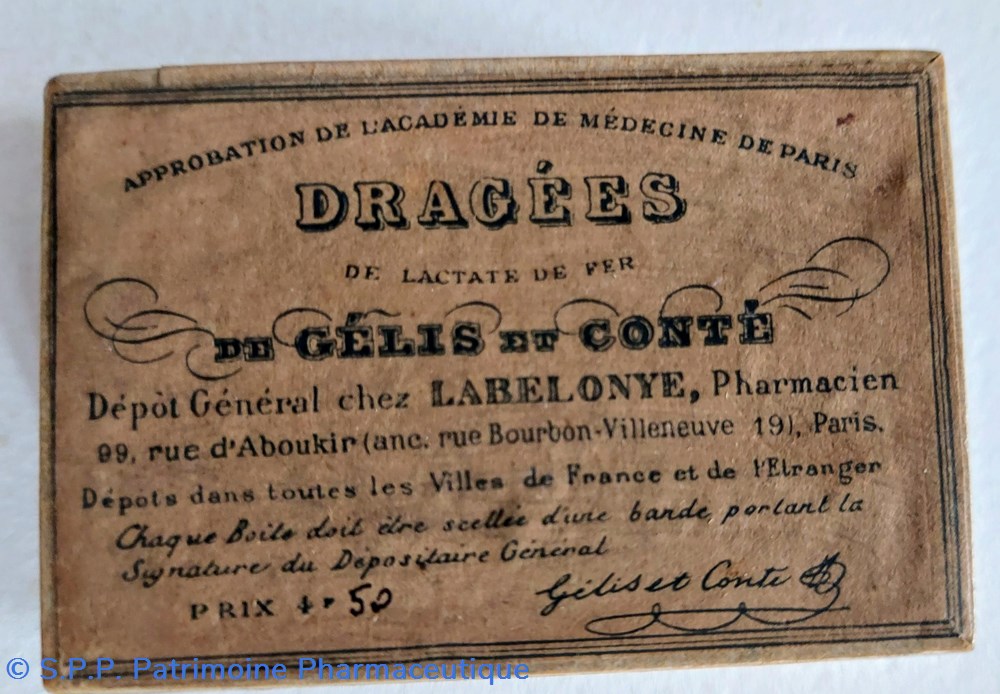 APPROBATION DE L'ACADÉMIE DE MÉDECINE DE PARIS
DRAGÉES
DE LACTATE DE FER
DE GÉLIS ET CONTÉ
Dépôt Général chez LABELONYE, Pharmacien
99, rue d'Aboukir (anc. rue Bourbon-Villeneuve 19), Paris.
Dépots dans toutes les Villes de France et de l'Etranger
Chaque Boite doit être scellée d'une bande, portant la
Signature du Dépositaire Général
PRIX 1 F 50
Gélis et Conté
© S.P.P. Patrimoine Pharmaceutique